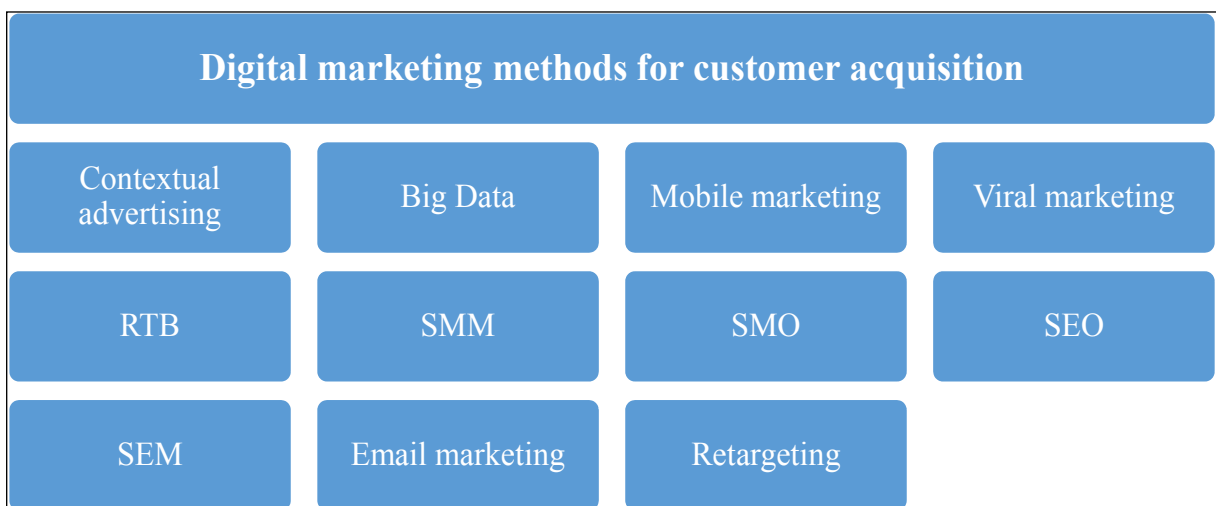 Digital marketing methods for customer acquisition
Contextual
advertising
Big Data
Mobile marketing
Viral marketing
RTB
SMM
SMO
SEO
SEM
Email marketing
Retargeting